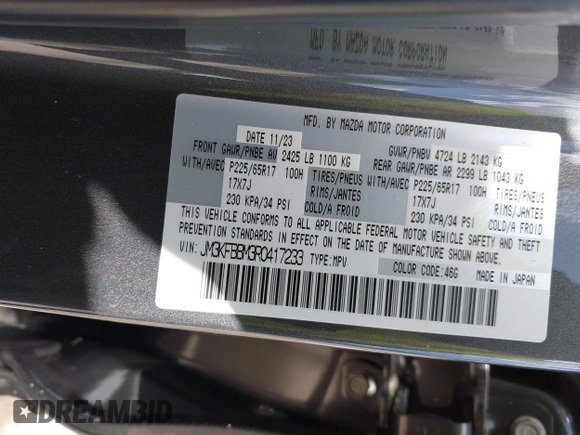 MFD. BY MAZDA MOTOR CORPORATION
DATE 11/23
GVWR/PNBV 4724 LB 2143 KG
FRONT GAWR/PNBE AV 2425 LB 1100 KG
REAR GAWR/PNBE AR 2299 LB 1043 KG
WITH/AVEC P225/65R17 100H TIRES/PNEUS WITH/AVEC P225/65R17 100H TIRES/PNEUS
17X7J RIMS/JANTES 17X7J RIMS/JANTES
230 KPA/34 PSI COLD/A FROID 230 KPA/34 PSI COLD/A FROID
THIS VEHICLE CONFORMS TO ALL APPLICABLE FEDERAL MOTOR VEHICLE SAFETY AND THEFT
PREVENTION STANDARDS IN EFFECT ON THE DATE OF MANUFACTURE SHOWN ABOVE.
VIN: JM3KFBBM3R0417233 TYPE:MPV
COLOR CODE:46G MADE IN JAPAN
DREAMBID